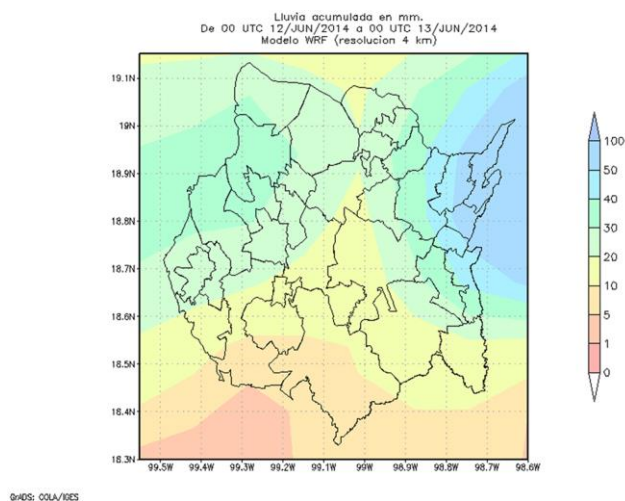 Lluvia acumulada en mm.
De 00 UTC 12/JUN/2014 a 00 UTC 13/JUN/2014
Modelo WRF (resolucion 4 km)
19.1N
19N
18.9N
18.8N
18.7N
18.6N
18.5N
18.4N
18.3N
99.5W 99.4W 99.3W 99.2W 99.1W 99W 98.9W 98.8W 98.7W 98.6W
100
50
40
30
20
10
5
1
0
GrADS: COLA/IGES